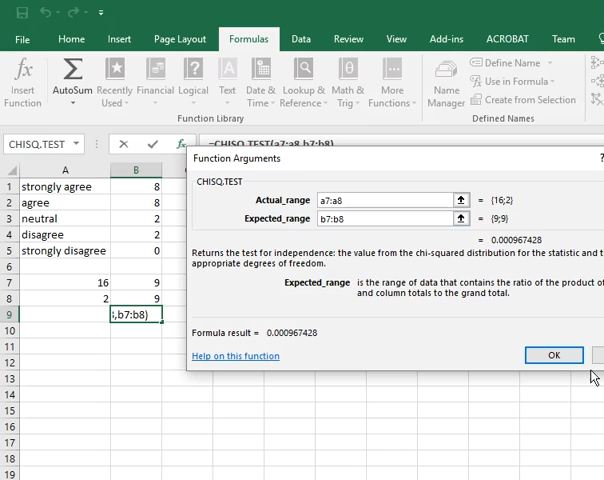 File Home Insert Page Layout Formulas Data Review View Add-ins ACROBAT Team
fx Σ
Insert Function AutoSum Recently Used Financial Logical Text Date & Time Lookup & Reference Math & Trig More Functions Name Manager
Define Name
Use in Formula
Create from Selection
Function Library Defined Names
CHISQ.TEST fx =CHISQ.TEST(a7:a8,b7:b8)
Function Arguments ?
CHISQ.TEST
Actual_range a7:a8 = {16;2}
Expected_range b7:b8 = {9;9}
= 0.000967428
Returns the test for independence: the value from the chi-squared distribution for the statistic and th
appropriate degrees of freedom.
Expected_range is the range of data that contains the ratio of the product of
and column totals to the grand total.
Formula result = 0.000967428
Help on this function OK
A B
1 strongly agree 8
2 agree 8
3 neutral 2
4 disagree 2
5 strongly disagree 0
6
7 16 9
8 2 9
9 ,b7:b8)
10
11
12
13
14
15
16
17
18
19